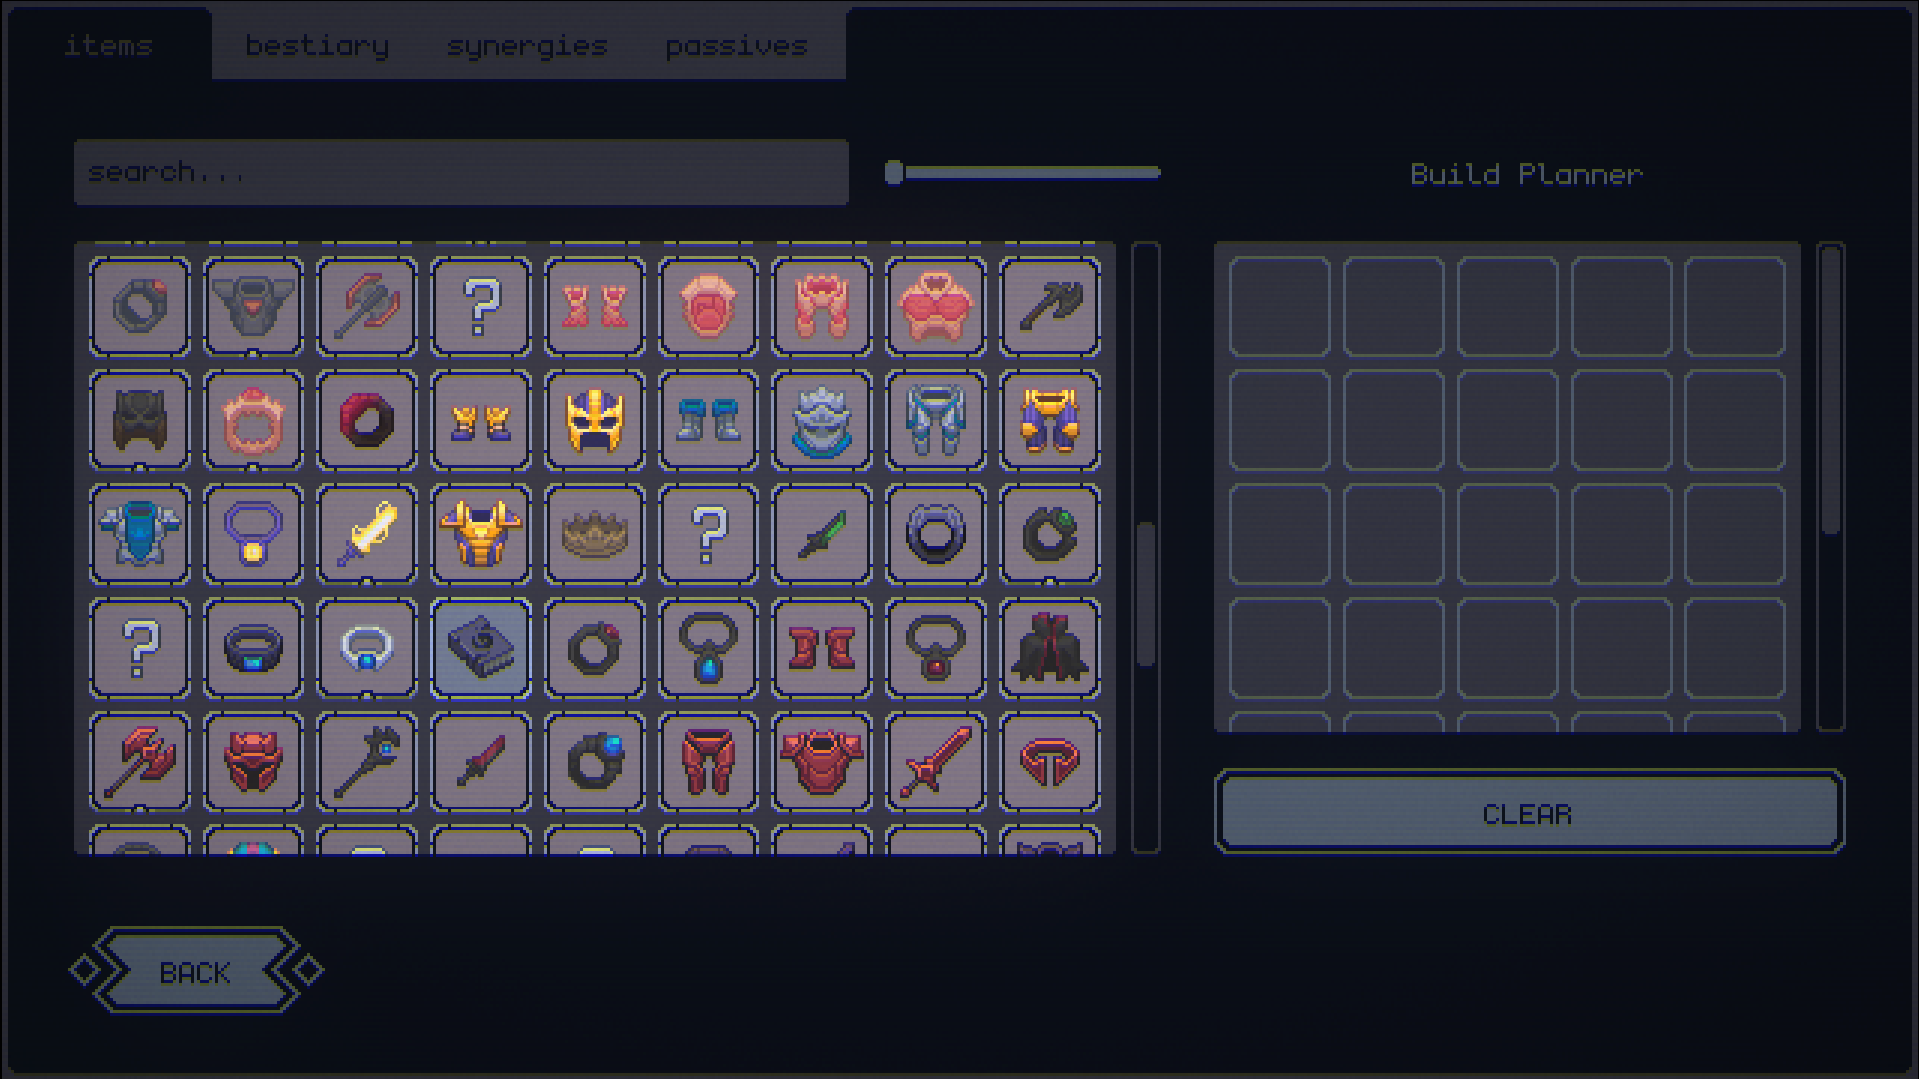 items bestiary synergies passives
search...
Build Planner
?
?
?
CLEAR
BACK